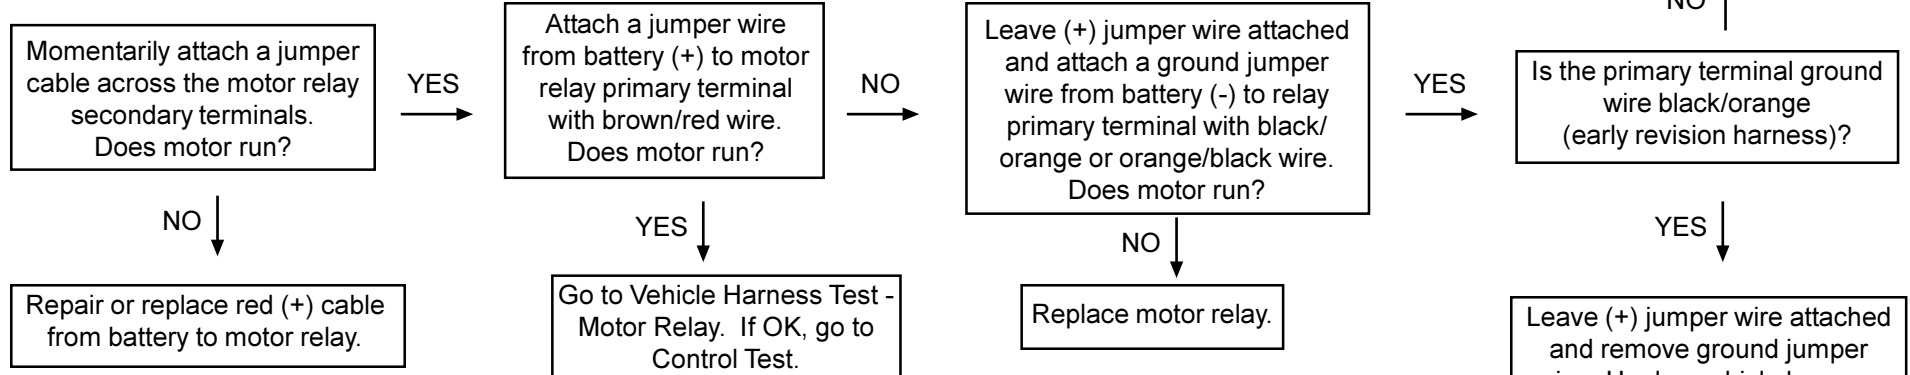 NO
Momentarily attach a jumper
cable across the motor relay
secondary terminals.
Does motor run?
YES
Attach a jumper wire
from battery (+) to motor
relay primary terminal
with brown/red wire.
Does motor run?
NO
Leave (+) jumper wire attached
and attach a ground jumper
wire from battery (-) to relay
primary terminal with black/
orange or orange/black wire.
Does motor run?
YES
Is the primary terminal ground
wire black/orange
(early revision harness)?
NO
YES
NO
YES
Repair or replace red (+) cable
from battery to motor relay.
Go to Vehicle Harness Test -
Motor Relay.  If OK, go to
Control Test.
Replace motor relay.
Leave (+) jumper wire attached
and remove ground jumper